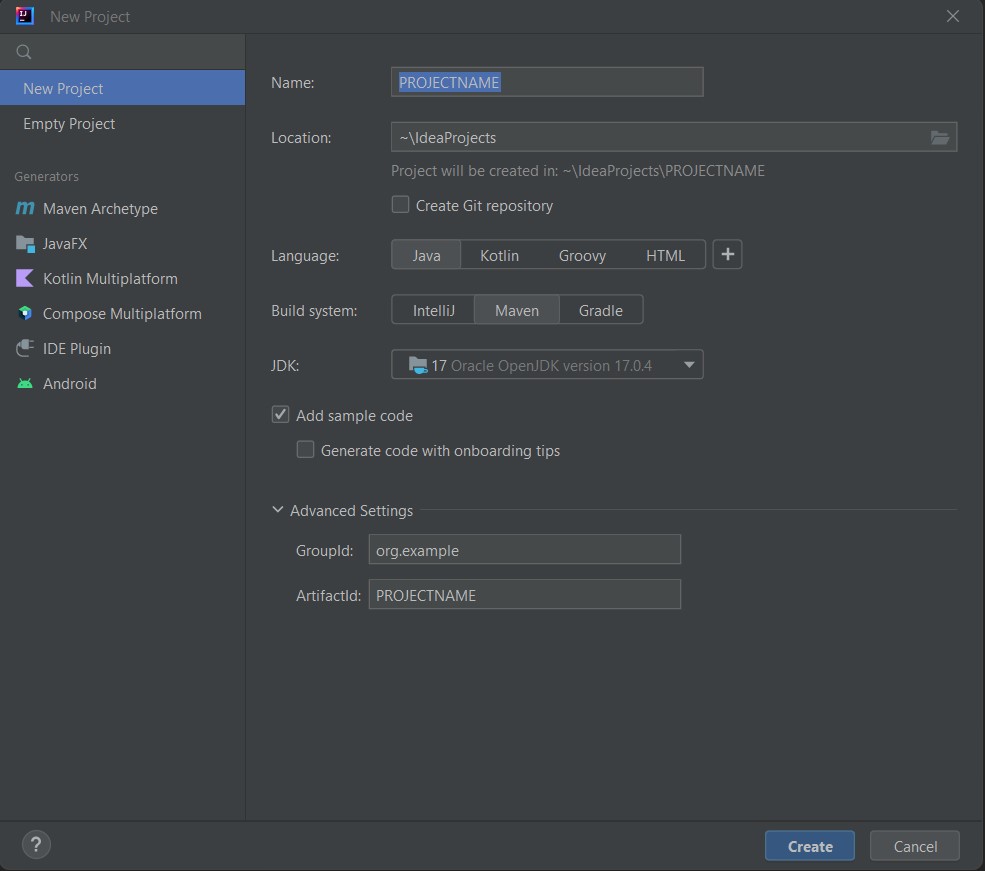 New Project
New Project
Empty Project
Generators
Maven Archetype
JavaFX
Kotlin Multiplatform
Compose Multiplatform
IDE Plugin
Android
Name: PROJECTNAME
Location: ~\IdeaProjects
Project will be created in: ~\IdeaProjects\PROJECTNAME
Create Git repository
Language: Java Kotlin Groovy HTML +
Build system: IntelliJ Maven Gradle
JDK: 17 Oracle OpenJDK version 17.0.4
Add sample code
Generate code with onboarding tips
Advanced Settings
GroupId: org.example
ArtifactId: PROJECTNAME
? Create Cancel